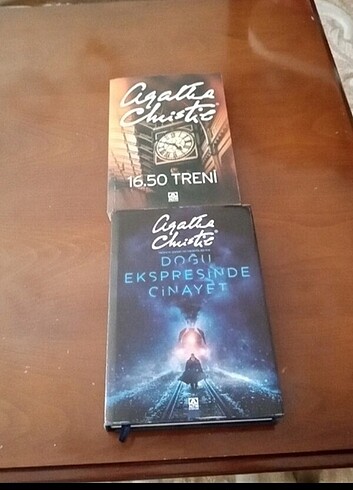 Agatha
Christie®
16.50 TRENİ
Agatha
Christie®
DOĞU
EKSPRESİNDE
CİNAYET